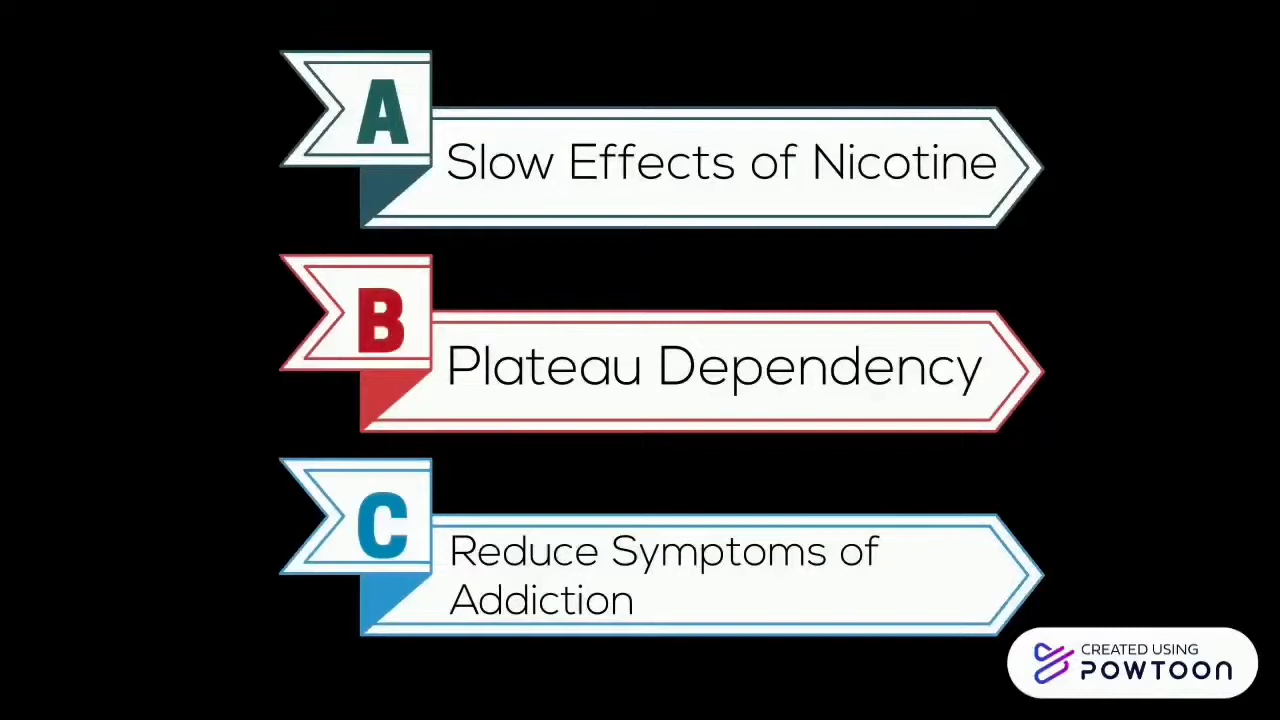 A
Slow Effects of Nicotine
B
Plateau Dependency
C
Reduce Symptoms of
Addiction
CREATED USING
POWTOON